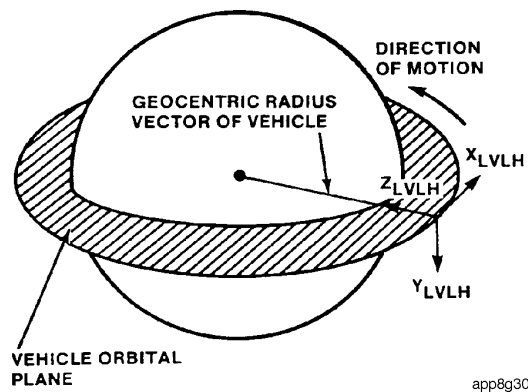 DIRECTION
OF MOTION
GEOCENTRIC RADIUS
VECTOR OF VEHICLE
XLVLH
ZLVLH
YLVLH
VEHICLE ORBITAL
PLANE
app8g30